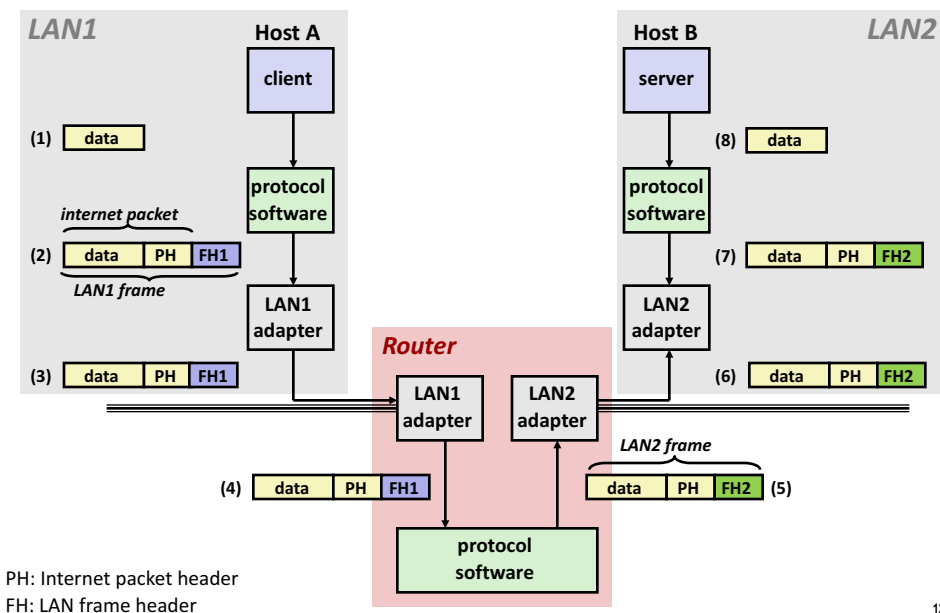 LAN1
Host A
client
(1) data
protocol
software
internet packet
(2) data PH FH1
LAN1 frame
LAN1
adapter
(3) data PH FH1
LAN2
Host B
server
(8) data
protocol
software
(7) data PH FH2
LAN2
adapter
(6) data PH FH2
Router
LAN1
adapter
LAN2
adapter
(4) data PH FH1
LAN2 frame
data PH FH2 (5)
protocol
software
PH: Internet packet header
FH: LAN frame header